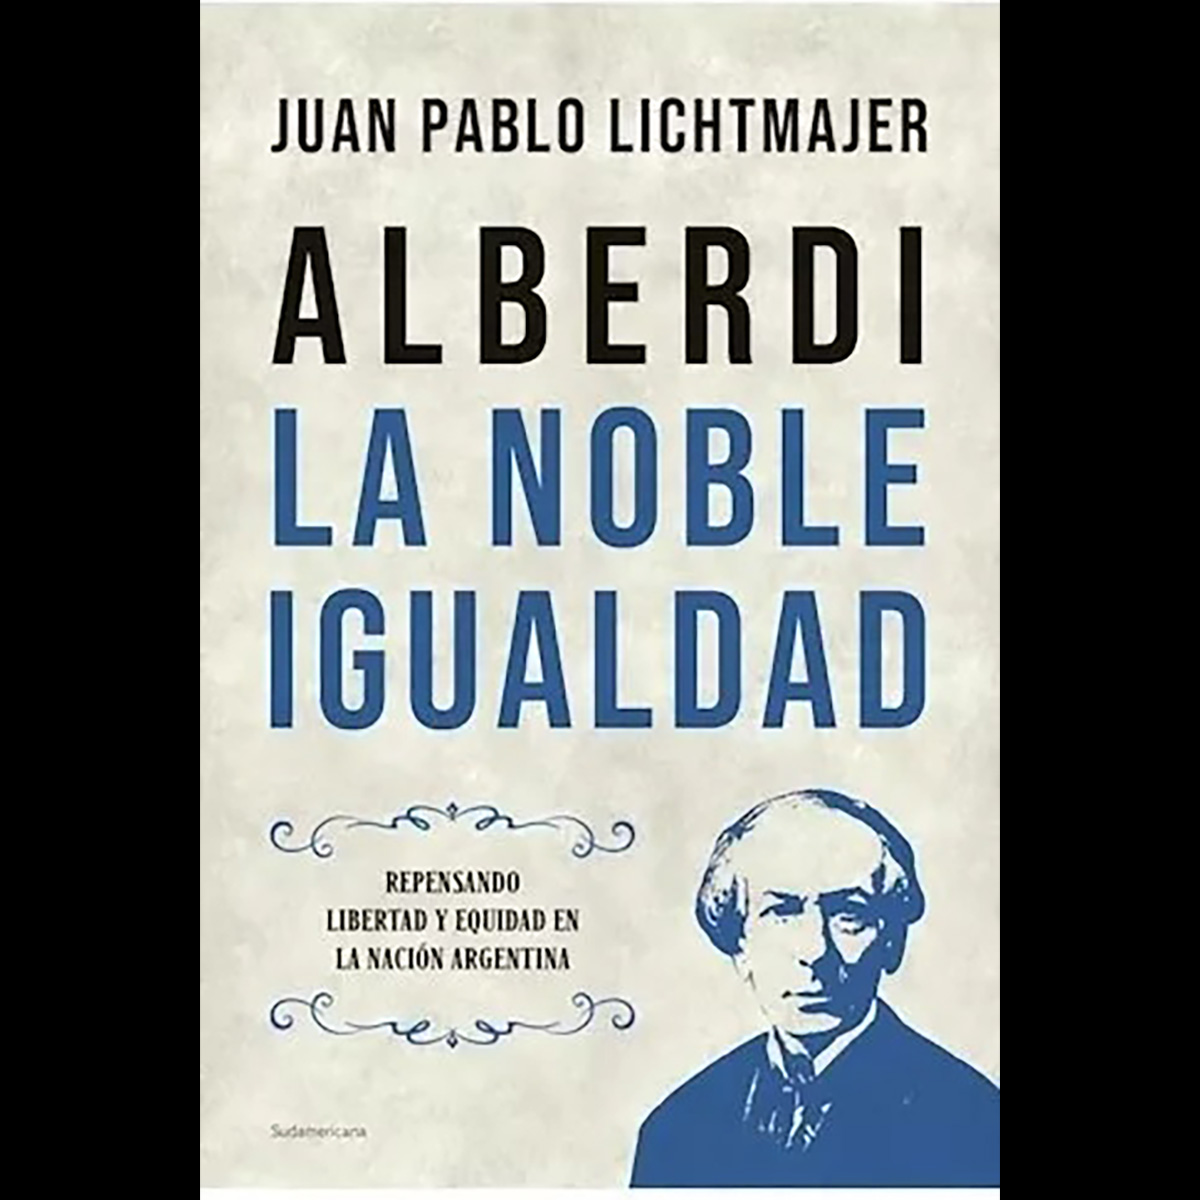 JUAN PABLO LICHTMAJER
ALBERDI
LA NOBLE
IGUALDAD
REPENSANDO
LIBERTAD Y EQUIDAD EN
LA NACIÓN ARGENTINA
Sudamericana